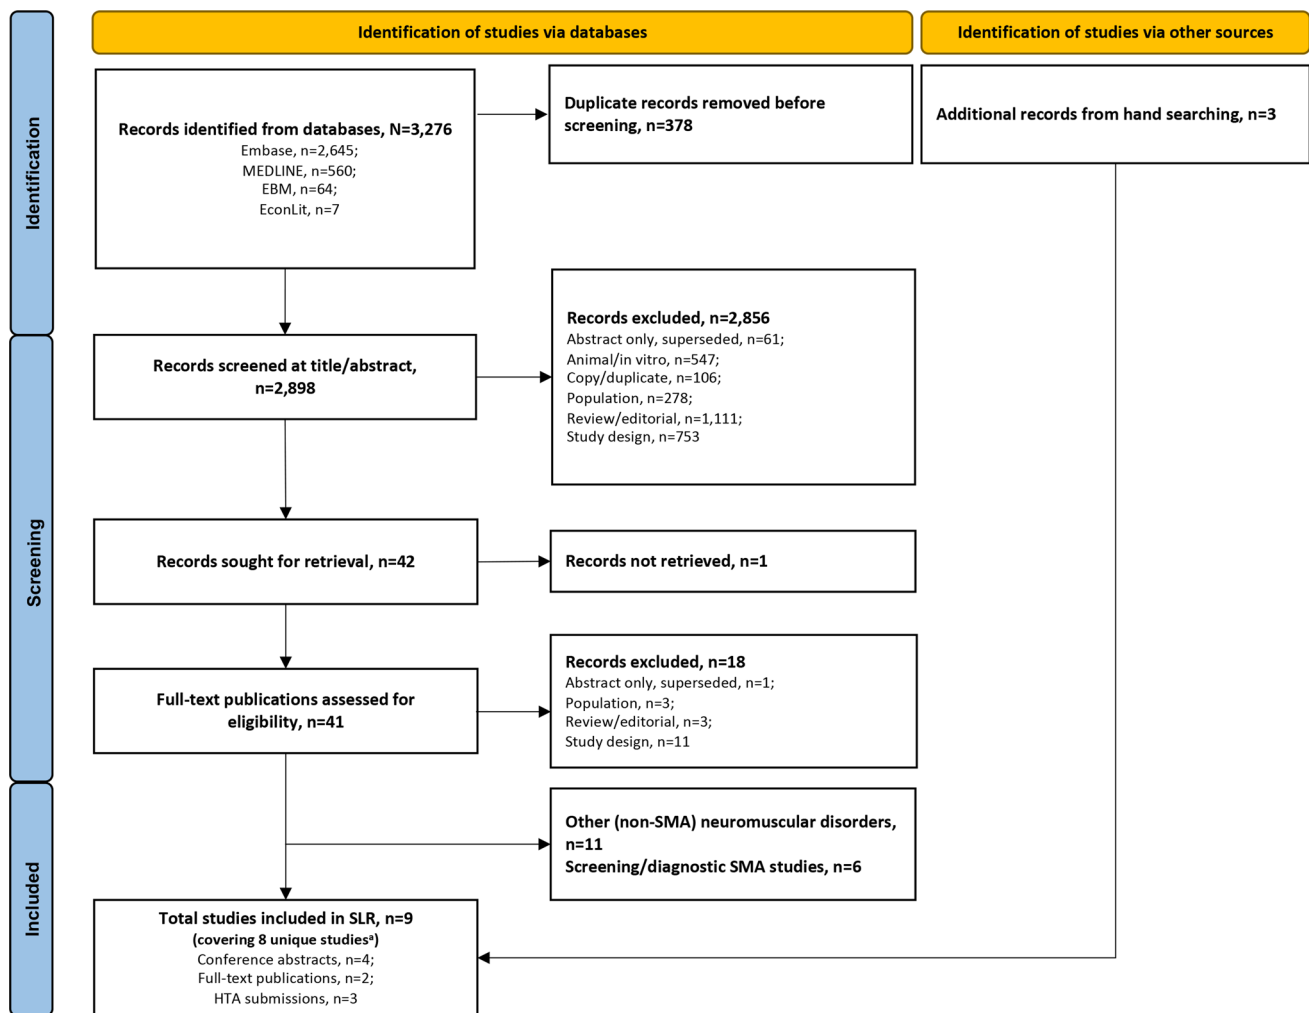 Identification of studies via databases
Identification of studies via other sources
Identification
Records identified from databases, N=3,276
Embase, n=2,645;
MEDLINE, n=560;
EBM, n=64;
EconLit, n=7
Duplicate records removed before
screening, n=378
Additional records from hand searching, n=3
Screening
Records screened at title/abstract,
n=2,898
Records excluded, n=2,856
Abstract only, superseded, n=61;
Animal/in vitro, n=547;
Copy/duplicate, n=106;
Population, n=278;
Review/editorial, n=1,111;
Study design, n=753
Records sought for retrieval, n=42
Records not retrieved, n=1
Full-text publications assessed for
eligibility, n=41
Records excluded, n=18
Abstract only, superseded, n=1;
Population, n=3;
Review/editorial, n=3;
Study design, n=11
Included
Other (non-SMA) neuromuscular disorders,
n=11
Screening/diagnostic SMA studies, n=6
Total studies included in SLR, n=9
(covering 8 unique studiesᵃ)
Conference abstracts, n=4;
Full-text publications, n=2;
HTA submissions, n=3